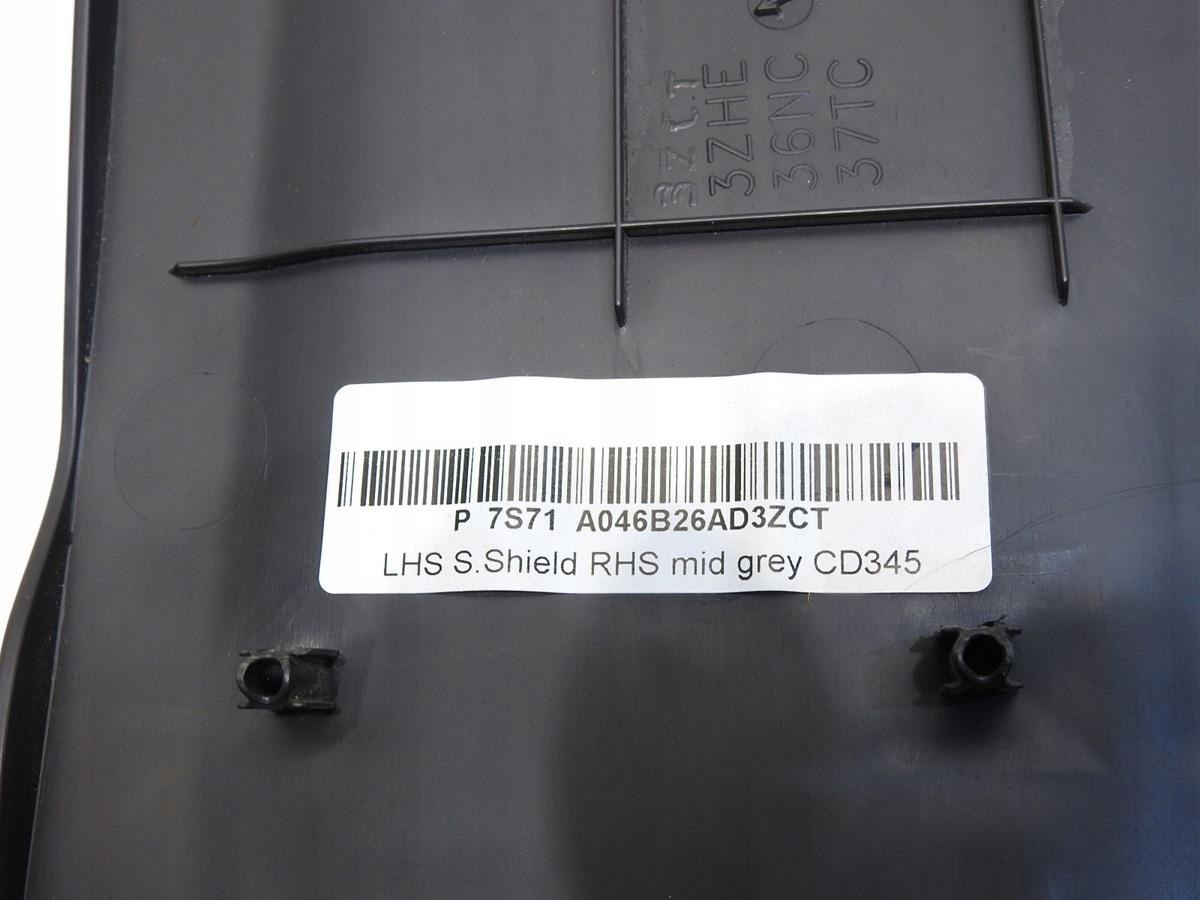 3ZCT
3ZHE
36NC
37TC
P 7S71 A046B26AD3ZCT
LHS S.Shield RHS mid grey CD345